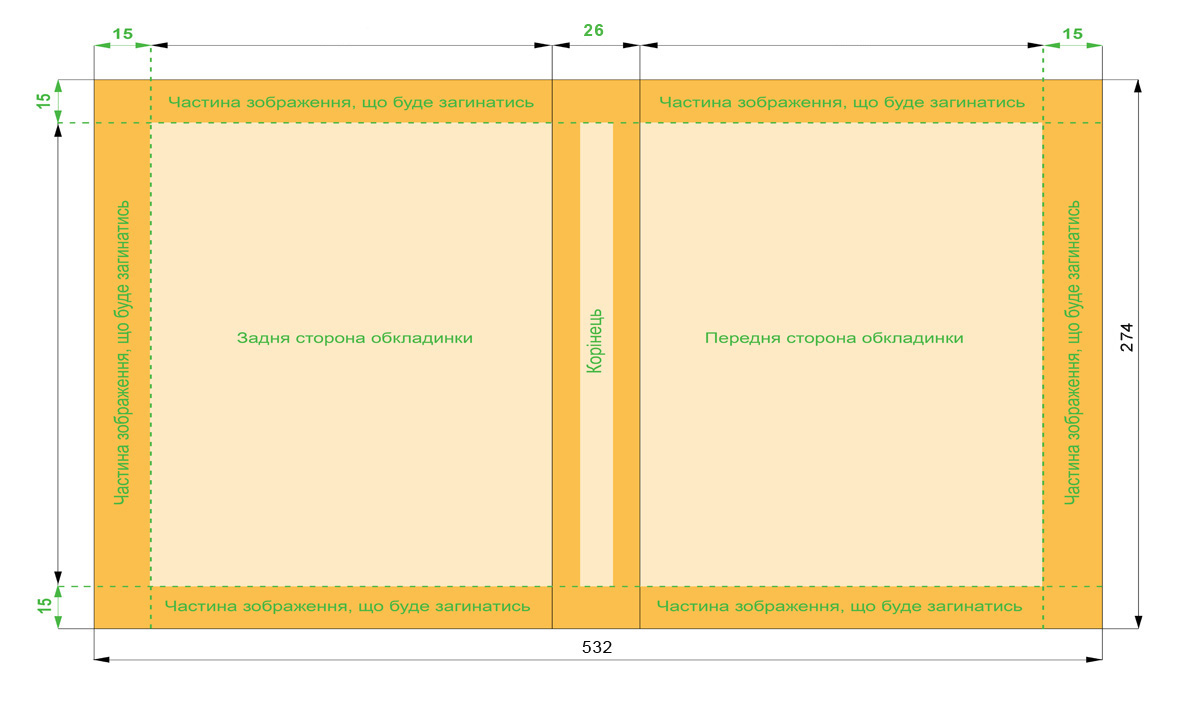 15
26
15
15
Частина зображення, що буде загинатись
Частина зображення, що буде загинатись
Частина зображення, що буде загинатись
Задня сторона обкладинки
Корінець
Передня сторона обкладинки
Частина зображення, що буде загинатись
274
15
Частина зображення, що буде загинатись
Частина зображення, що буде загинатись
532